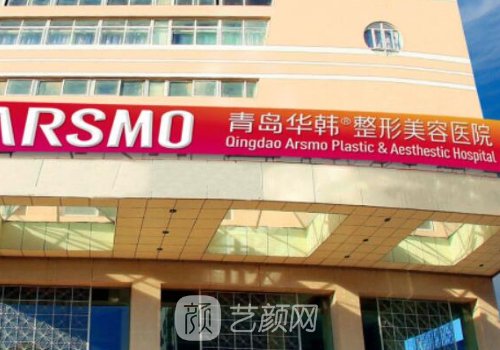 ARSMO
青岛华韩®整形美容医院
Qingdao Arsmo Plastic & Aesthestic Hospital
颜 艺颜网